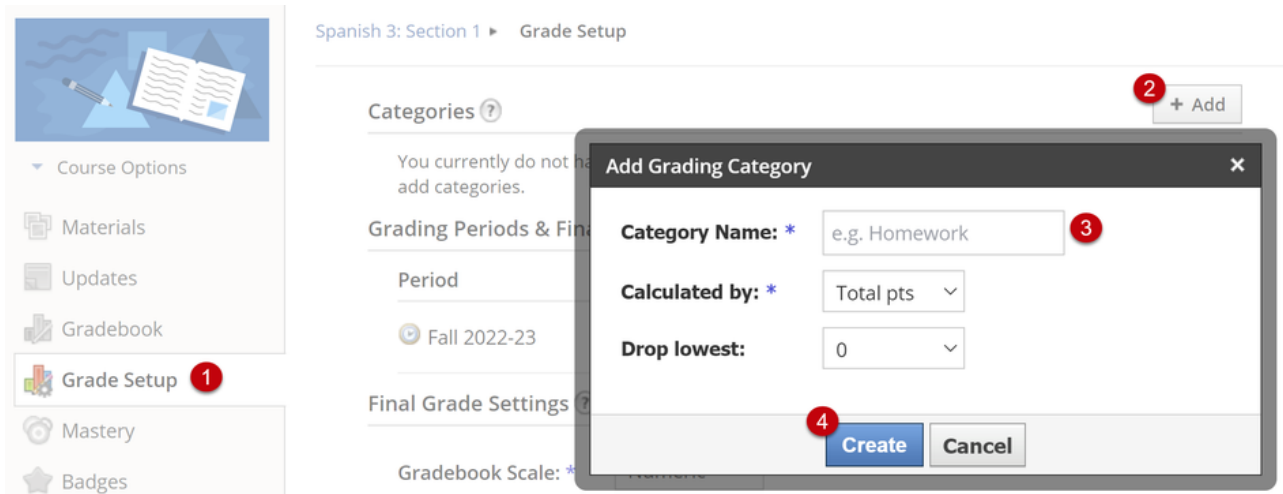 Spanish 3: Section 1 ▸ Grade Setup
Course Options
Materials
Updates
Gradebook
Grade Setup 1
Mastery
Badges
Categories ?
2
+ Add
You currently do not
add categories.
Grading Periods &
Period
Fall 2022-23
Final Grade Settings
Gradebook Scale: *
Add Grading Category ×
Category Name: * e.g. Homework 3
Calculated by: * Total pts
Drop lowest: 0
4
Create Cancel